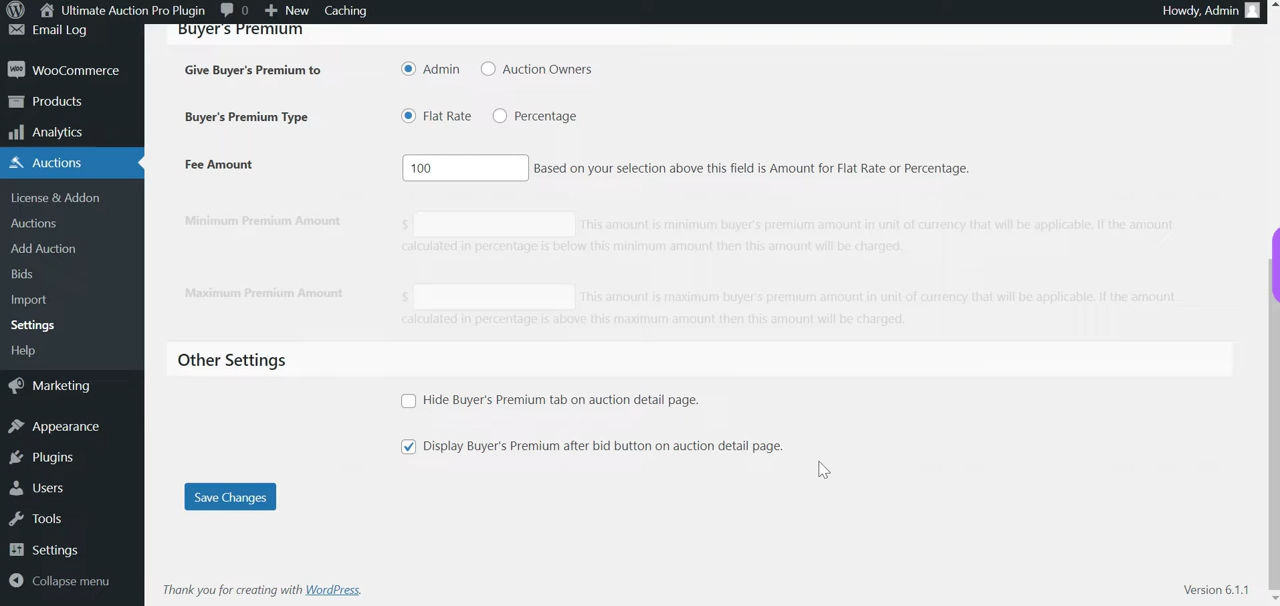 Ultimate Auction Pro Plugin 0 New Caching Howdy, Admin
Email Log
WooCommerce
Products
Analytics
Auctions
License & Addon
Auctions
Add Auction
Bids
Import
Settings
Help
Marketing
Appearance
Plugins
Users
Tools
Settings
Collapse menu
Buyer's Premium
Give Buyer's Premium to Admin Auction Owners
Buyer's Premium Type Flat Rate Percentage
Fee Amount 100 Based on your selection above this field is Amount for Flat Rate or Percentage.
Minimum Premium Amount $ This amount is minimum buyer's premium amount in unit of currency that will be applicable. If the amount
calculated in percentage is below this minimum amount then this amount will be charged.
Maximum Premium Amount $ This amount is maximum buyer's premium amount in unit of currency that will be applicable. If the amount
calculated in percentage is above this maximum amount then this amount will be charged.
Other Settings
Hide Buyer's Premium tab on auction detail page.
Display Buyer's Premium after bid button on auction detail page.
Save Changes
Thank you for creating with WordPress. Version 6.1.1